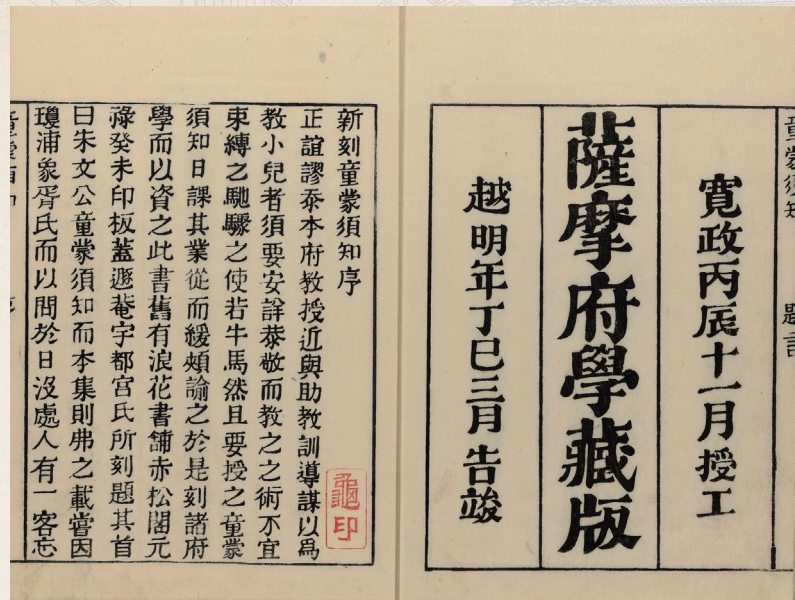 童蒙須知
題言
寛政丙辰十一月授工
薩摩府學藏版
越明年丁巳三月告竣
新刻童蒙須知序
正誼謬忝本府教授近與助教訓導謀以爲
教小兒者須要安詳恭敬而教之之術不宜
束縛之馳驟之使若牛馬然且要授之童蒙
須知日課其業從而緩頰諭之於是刻諸府
學而以資之此書舊有浪花書舗赤松閣元
祿癸未印板蓋遯菴宇都宮氏所刻題其首
曰朱文公童蒙須知而本集則弗之載嘗因
瓊浦象胥氏而以問於日沒處人有一客忘
龜印
序